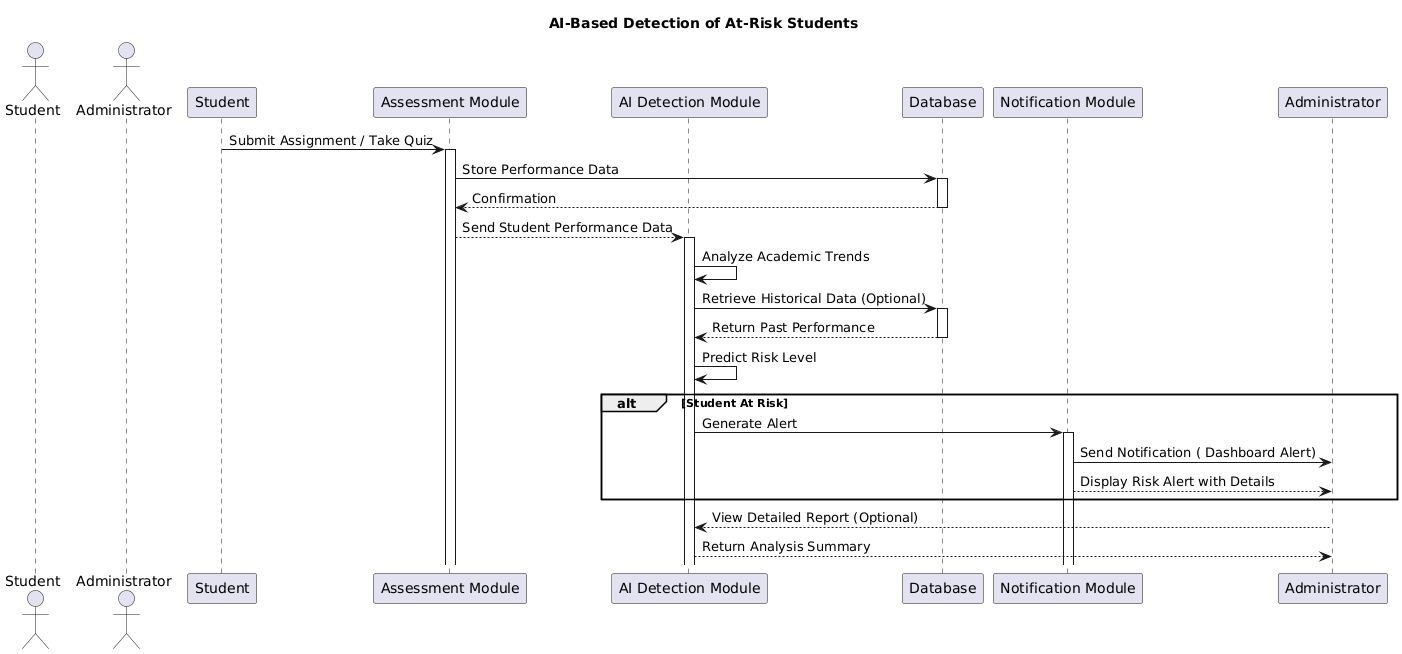 AI-Based Detection of At-Risk Students
Student
Administrator
Student
Assessment Module
AI Detection Module
Database
Notification Module
Administrator
Submit Assignment / Take Quiz
Store Performance Data
Confirmation
Send Student Performance Data
Analyze Academic Trends
Retrieve Historical Data (Optional)
Return Past Performance
Predict Risk Level
alt
[Student At Risk]
Generate Alert
Send Notification ( Dashboard Alert)
Display Risk Alert with Details
View Detailed Report (Optional)
Return Analysis Summary
Student
Administrator
Student
Assessment Module
AI Detection Module
Database
Notification Module
Administrator